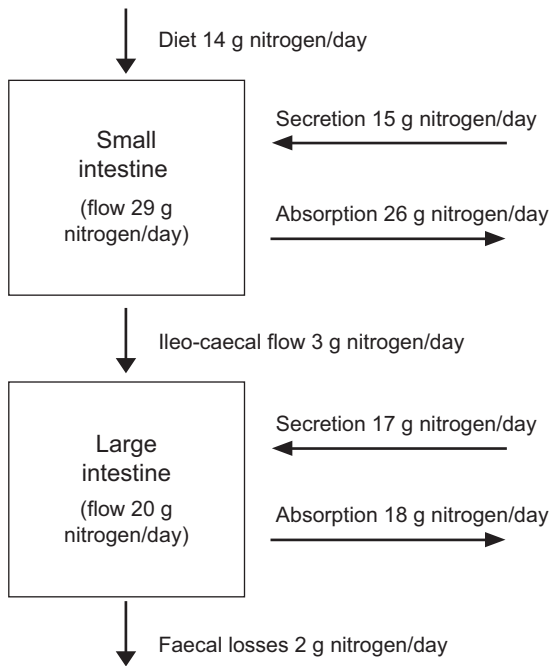 Diet 14 g nitrogen/day
Small
intestine
(flow 29 g
nitrogen/day)
Secretion 15 g nitrogen/day
Absorption 26 g nitrogen/day
Ileo-caecal flow 3 g nitrogen/day
Large
intestine
(flow 20 g
nitrogen/day)
Secretion 17 g nitrogen/day
Absorption 18 g nitrogen/day
Faecal losses 2 g nitrogen/day